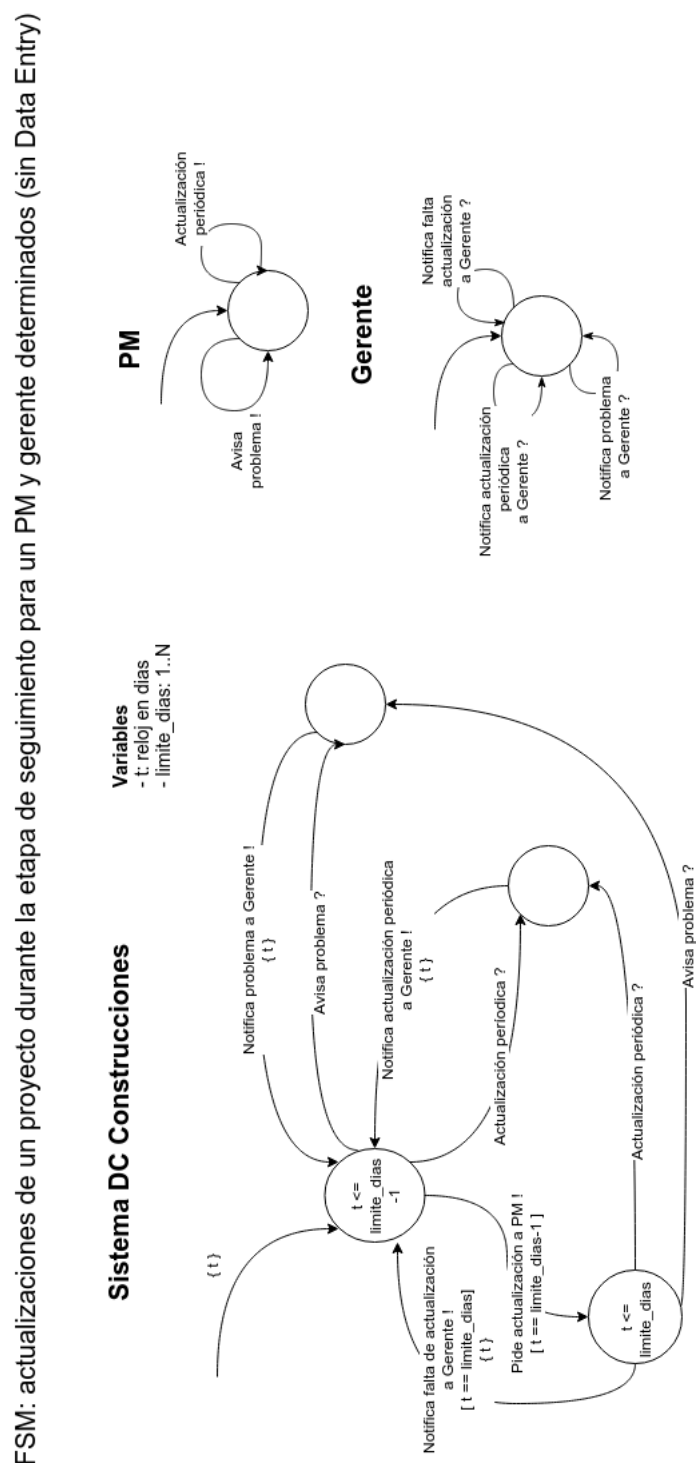 FSM: actualizaciones de un proyecto durante la etapa de seguimiento para un PM y gerente determinados (sin Data Entry)
Sistema DC Construcciones
Variables
- t: reloj en dias
- limite_dias: 1..N
{ t }
Notifica problema a Gerente !
{ t }
Avisa problema ?
t <=
limite_dias
-1
Notifica actualización periódica
a Gerente !
{ t }
Actualización períodica ?
Notifica falta de actualización
a Gerente !
[ t == limite_dias]
{ t }
Pide actualización a PM !
[ t == limite_dias-1 ]
t <=
limite_dias
Actualización periódica ?
Avisa problema ?
PM
Actualización
periódica !
Avisa
problema !
Gerente
Notifica falta
actualización
a Gerente ?
Notifica actualización
periódica
a Gerente ?
Notifica problema
a Gerente ?